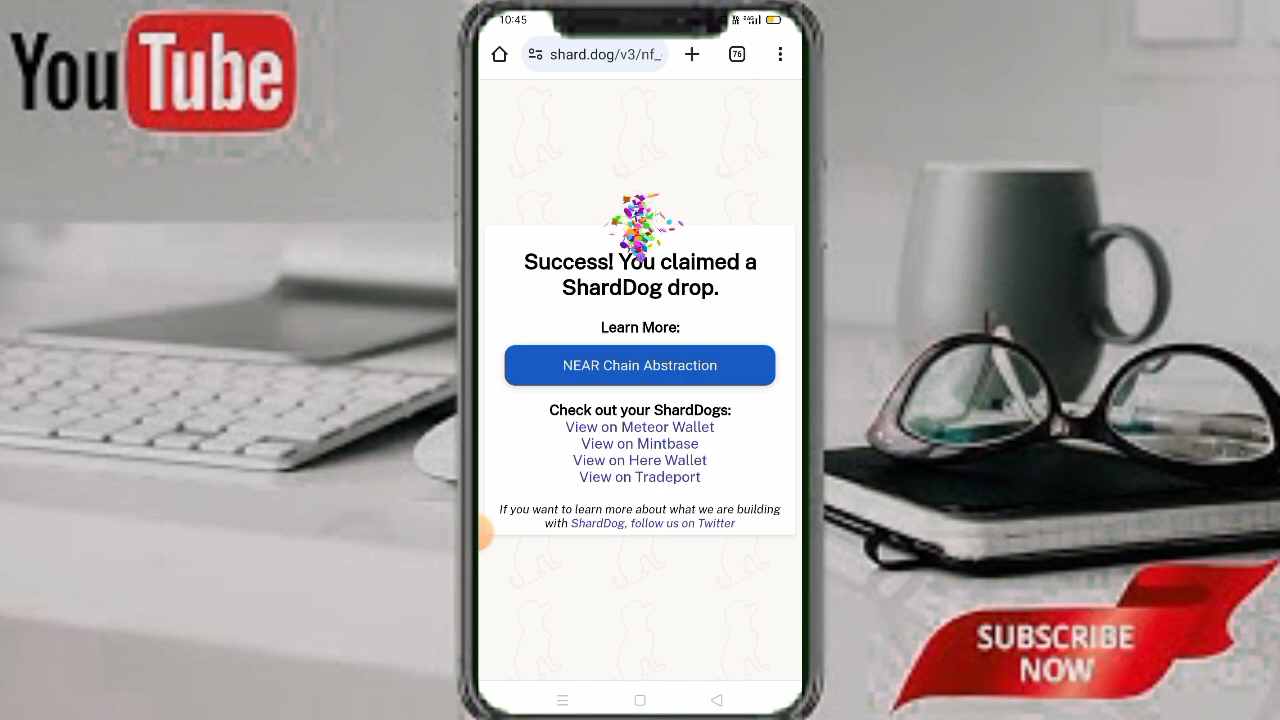 YouTube
10:45
shard.dog/v3/nf_
76
Success! You claimed a
ShardDog drop.
Learn More:
NEAR Chain Abstraction
Check out your ShardDogs:
View on Meteor Wallet
View on Mintbase
View on Here Wallet
View on Tradeport
If you want to learn more about what we are building
with ShardDog, follow us on Twitter
SUBSCRIBE
NOW